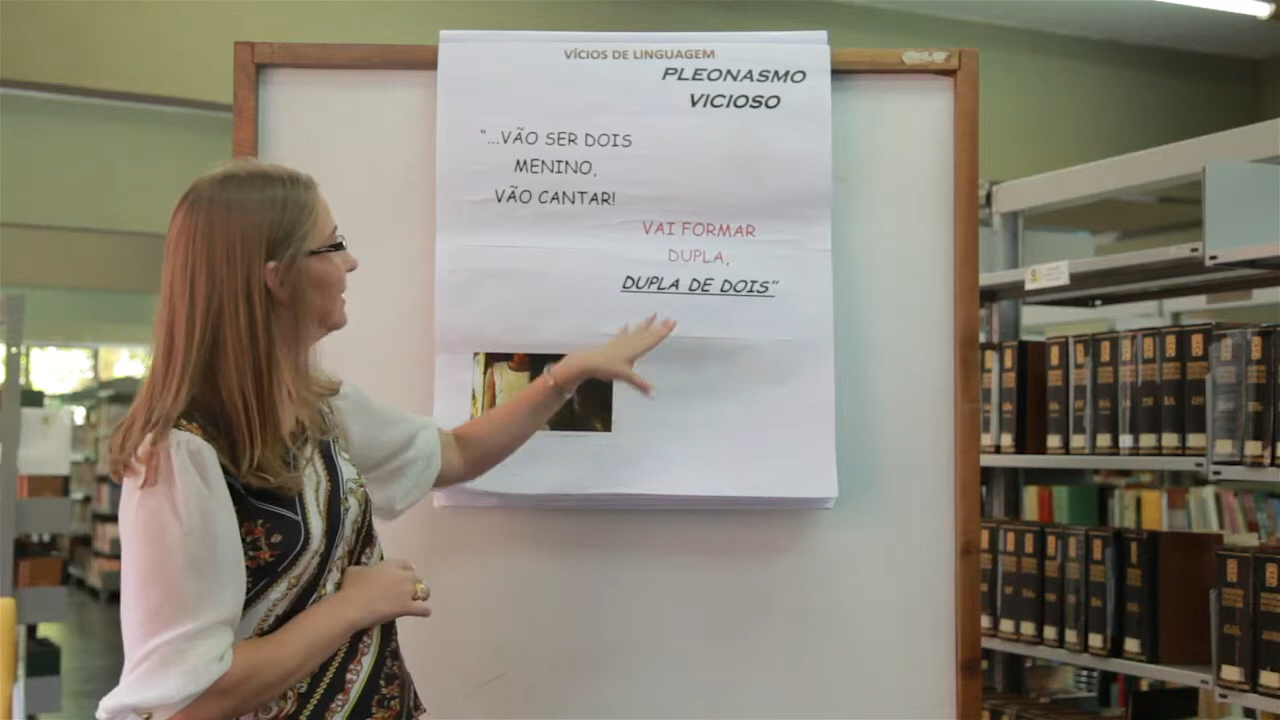 VÍCIOS DE LINGUAGEM
PLEONASMO
VICIOSO
"...VÃO SER DOIS
MENINO,
VÃO CANTAR!
VAI FORMAR
DUPLA,
DUPLA DE DOIS"